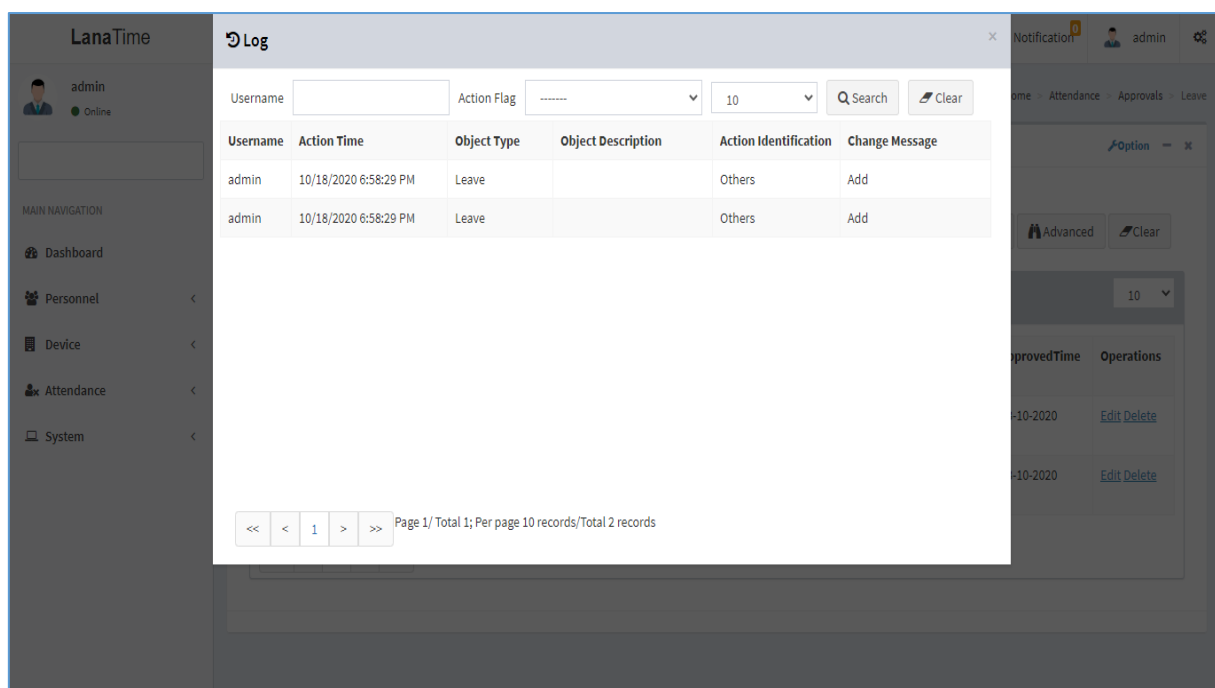 LanaTime
Log
×
Notification 0
admin
admin
Online
Username
Action Flag
-------
10
Search
Clear
Attendance > Approvals > Leave
Username Action Time Object Type Object Description Action Identification Change Message
Option
admin 10/18/2020 6:58:29 PM Leave Others Add
admin 10/18/2020 6:58:29 PM Leave Others Add
MAIN NAVIGATION
Advanced
Clear
Dashboard
Personnel
10
Device
Operations
Attendance
-10-2020 Edit Delete
System
-10-2020 Edit Delete
<< < 1 > >> Page 1/ Total 1; Per page 10 records/Total 2 records